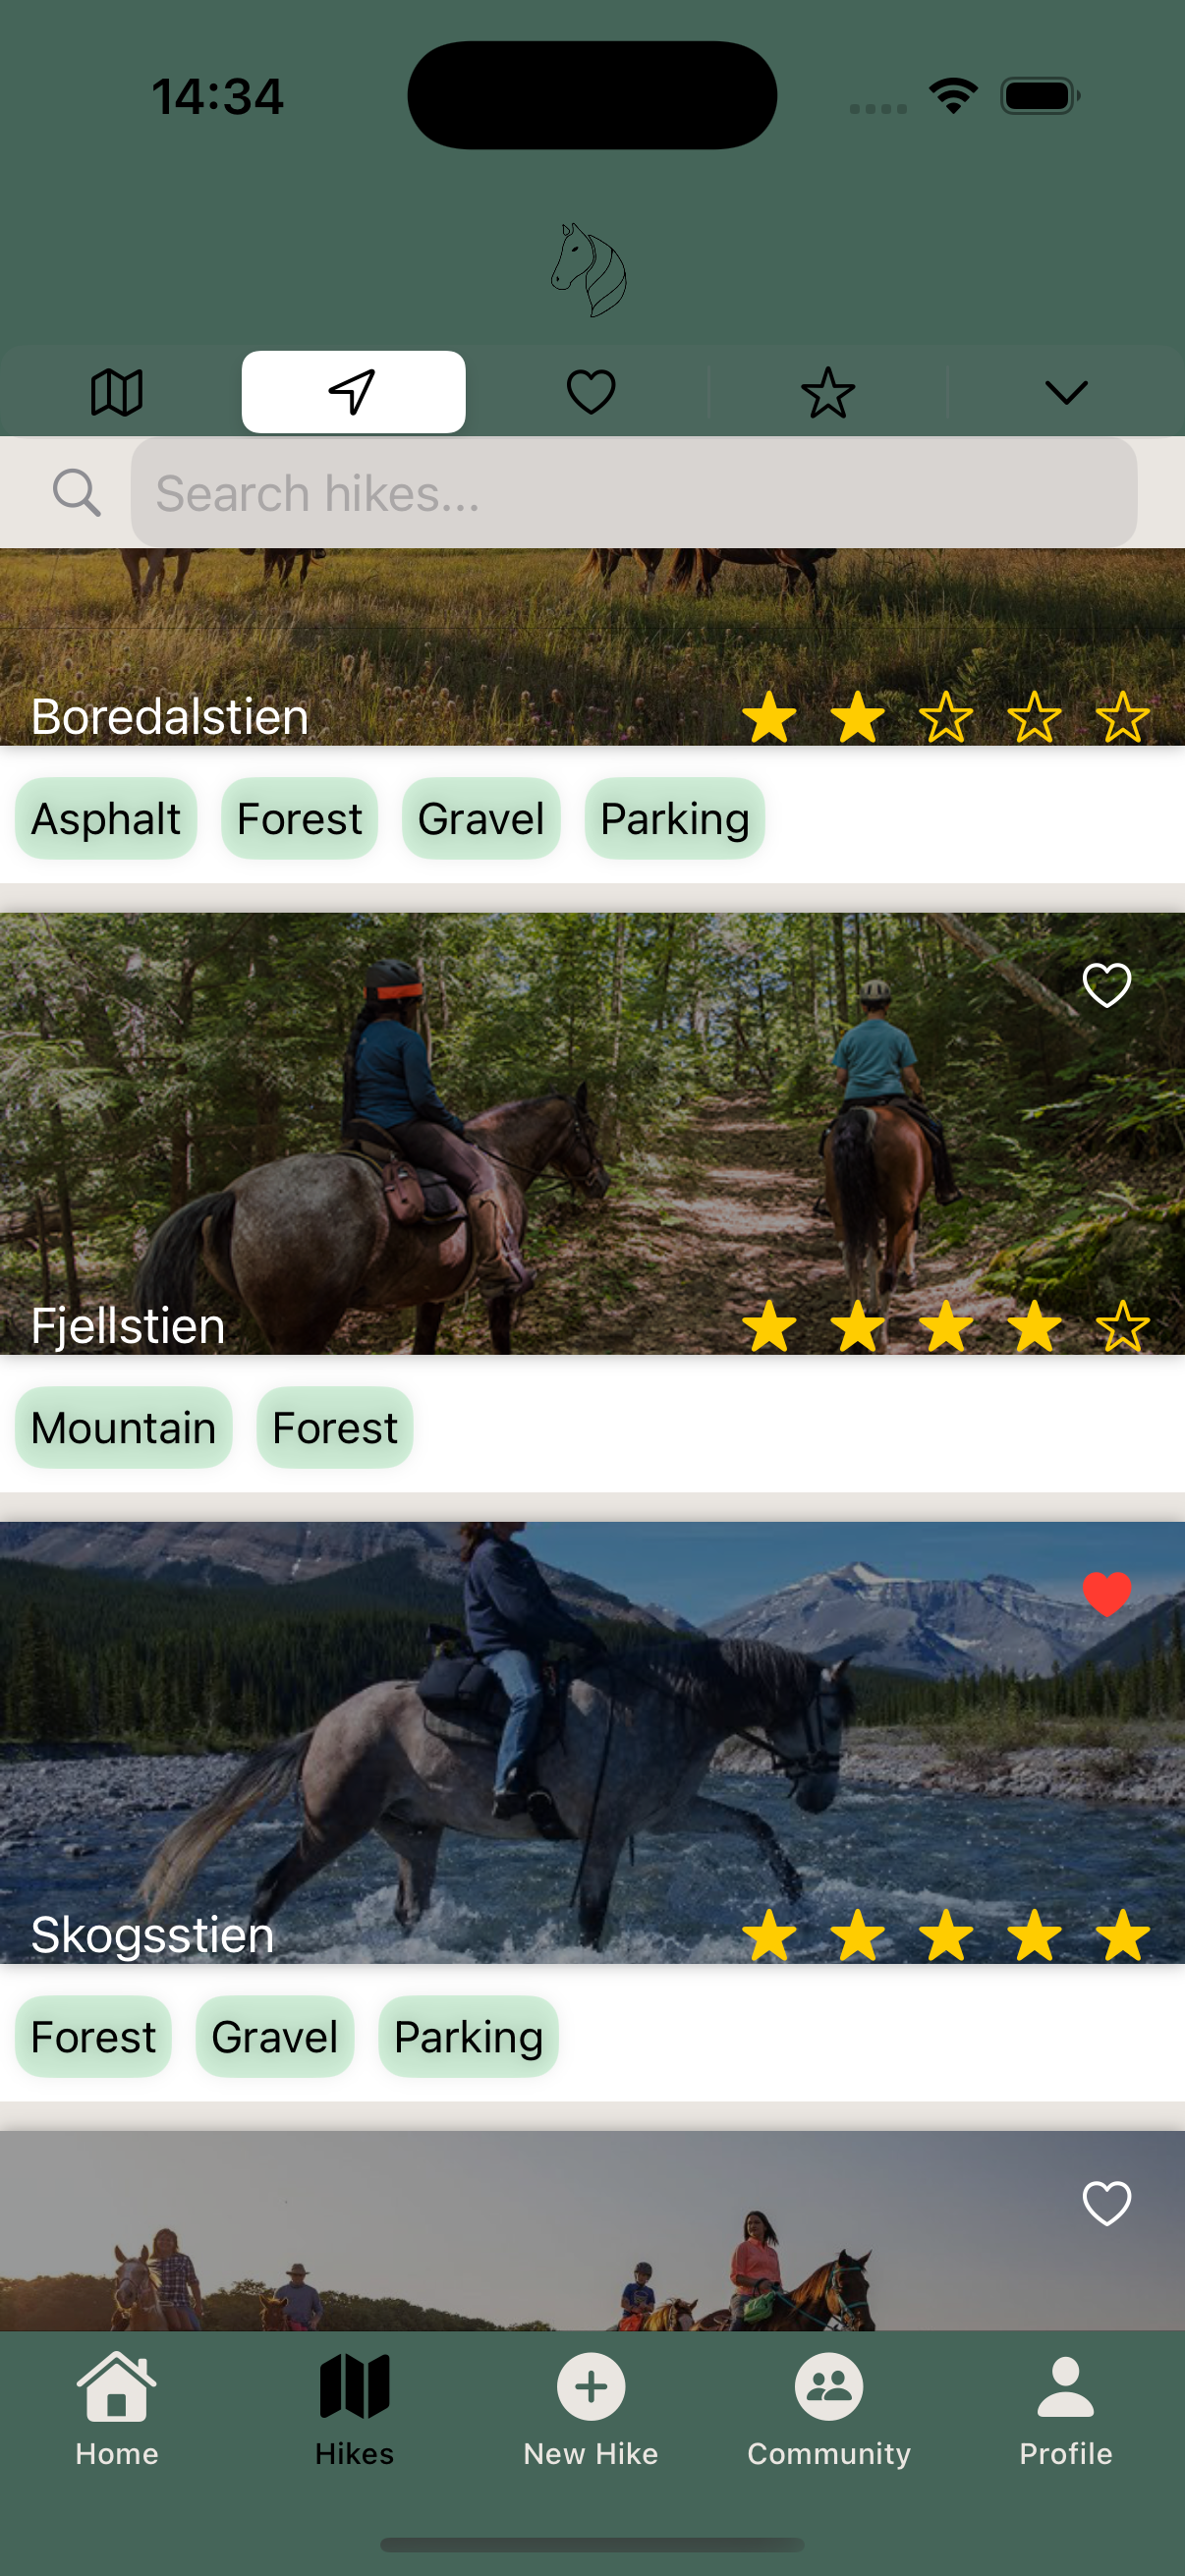 14:34
Search hikes...
Boredalstien
Asphalt Forest Gravel Parking
Fjellstien
Mountain Forest
Skogsstien
Forest Gravel Parking
Home Hikes New Hike Community Profile